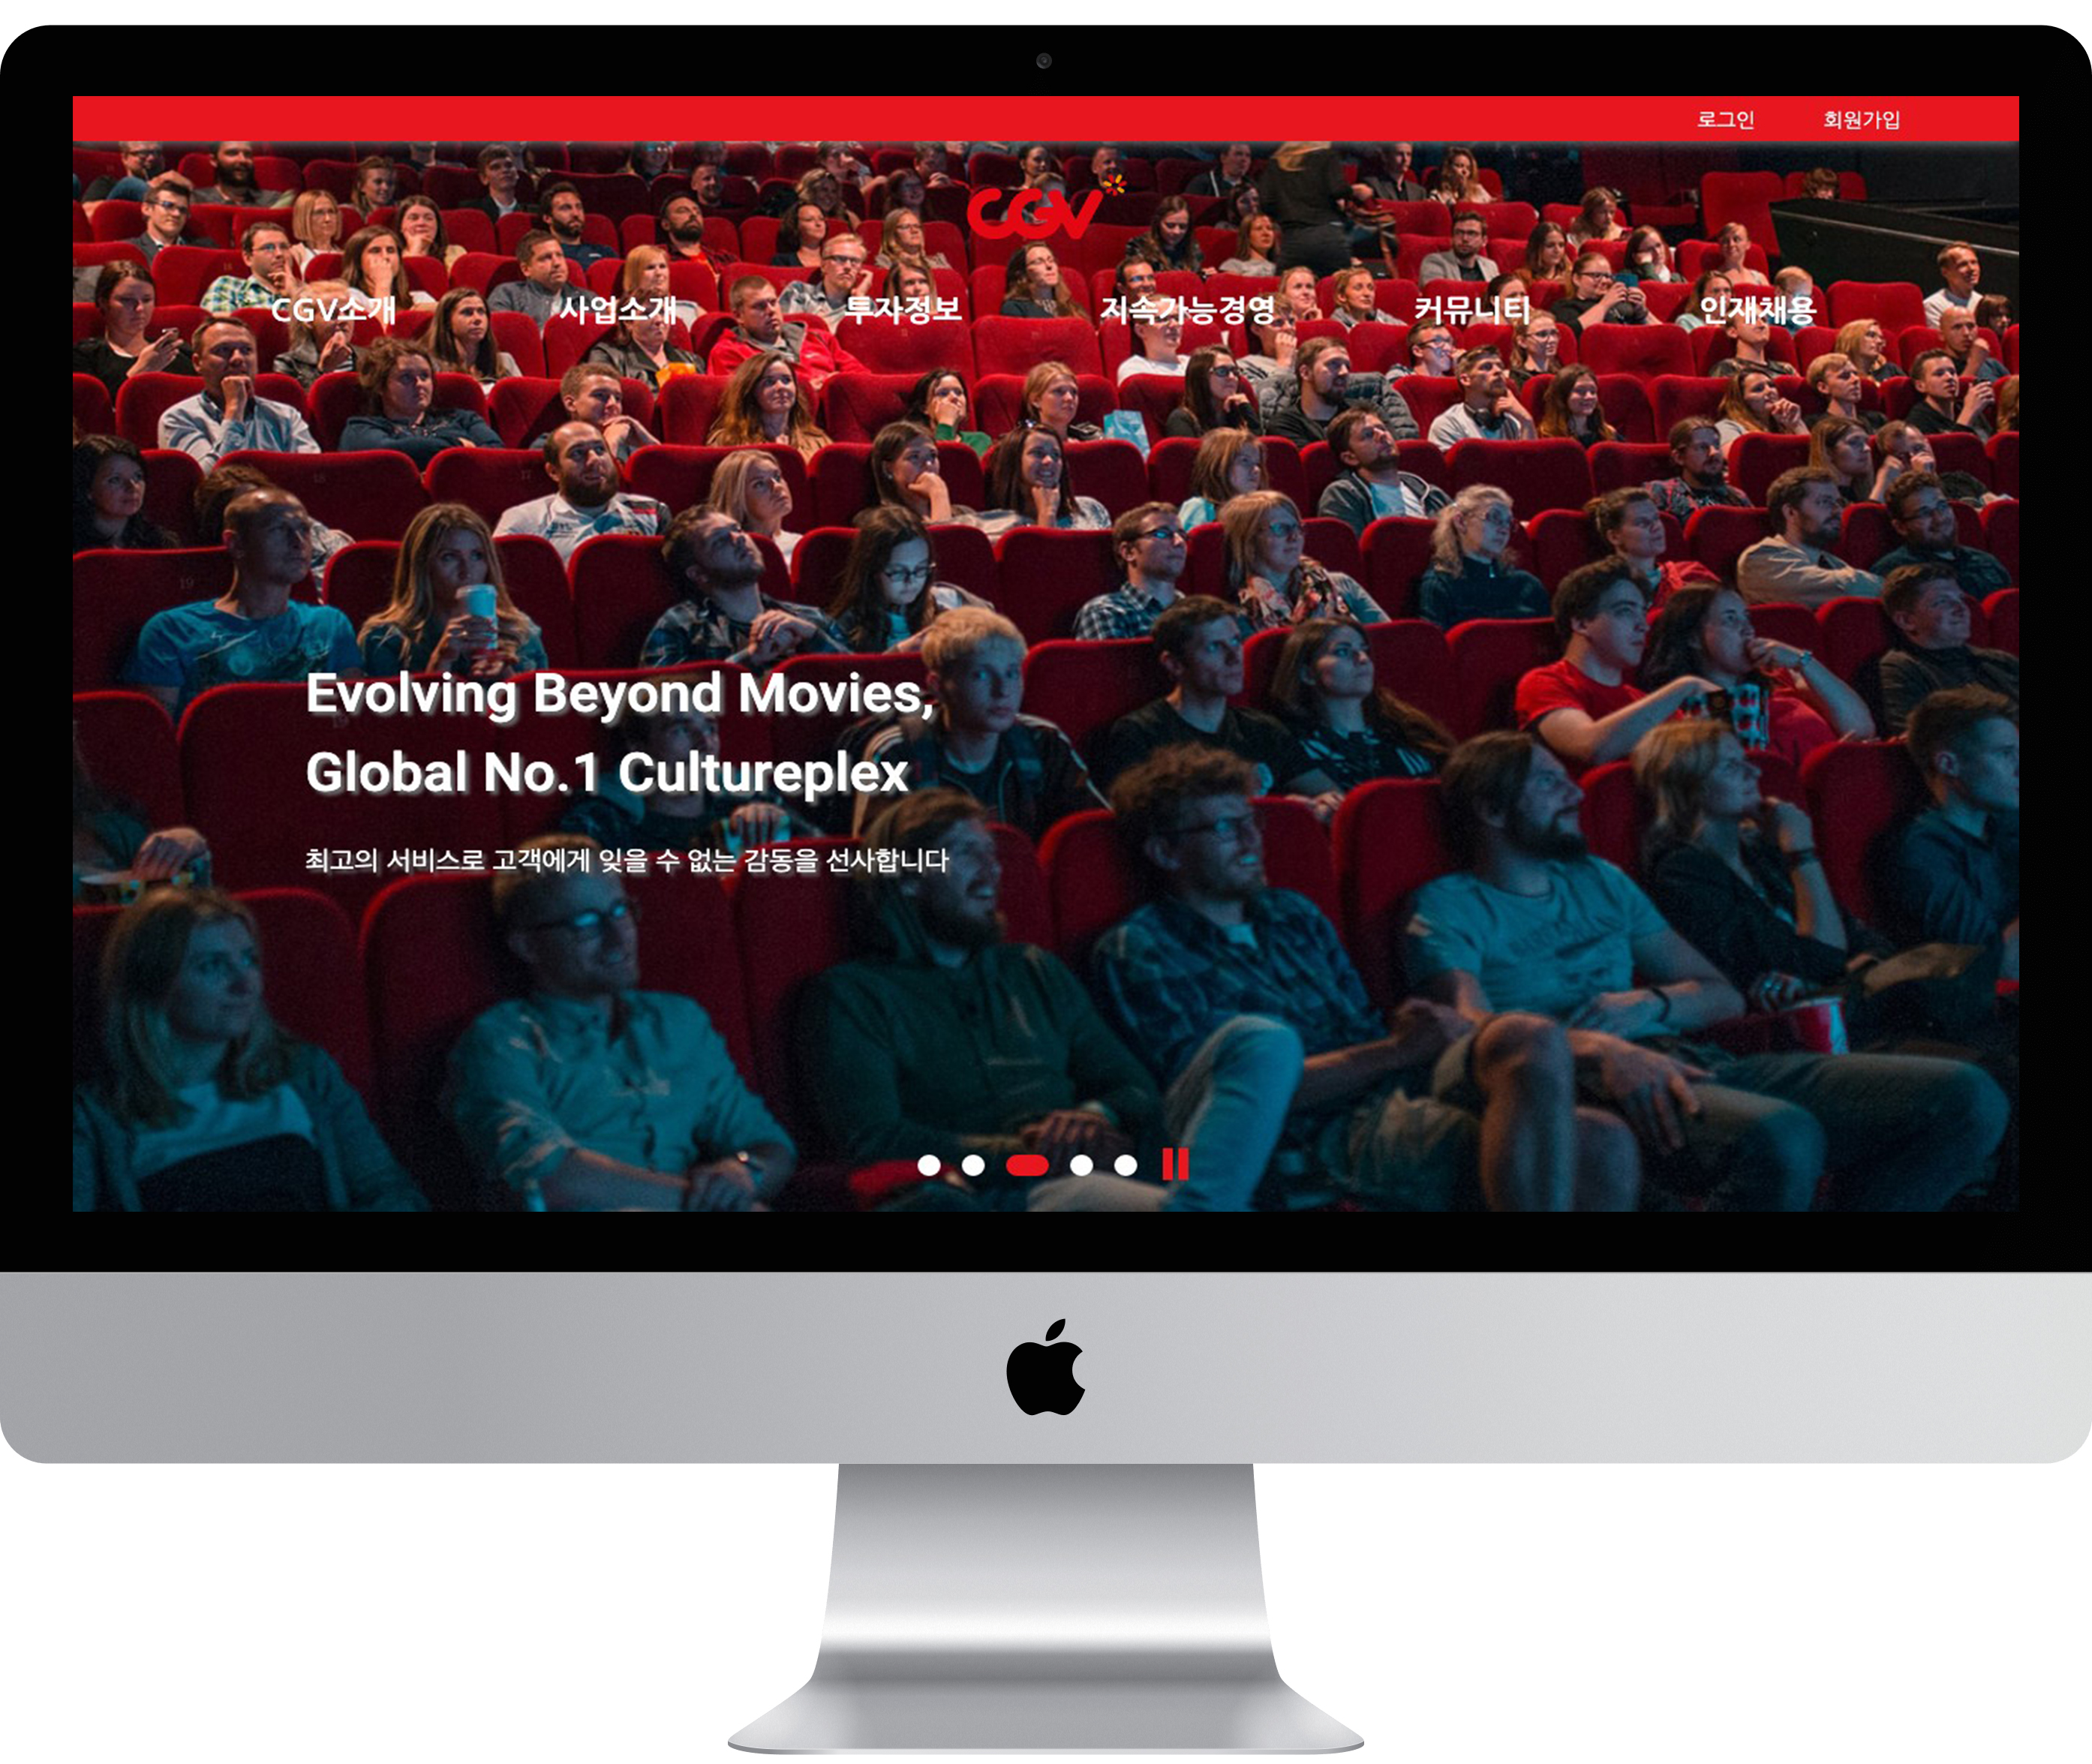 로그인 회원가입
CGV
CGV소개 사업소개 투자정보 지속가능경영 커뮤니티 인재채용
Evolving Beyond Movies,
Global No.1 Cultureplex
최고의 서비스로 고객에게 잊을 수 없는 감동을 선사합니다